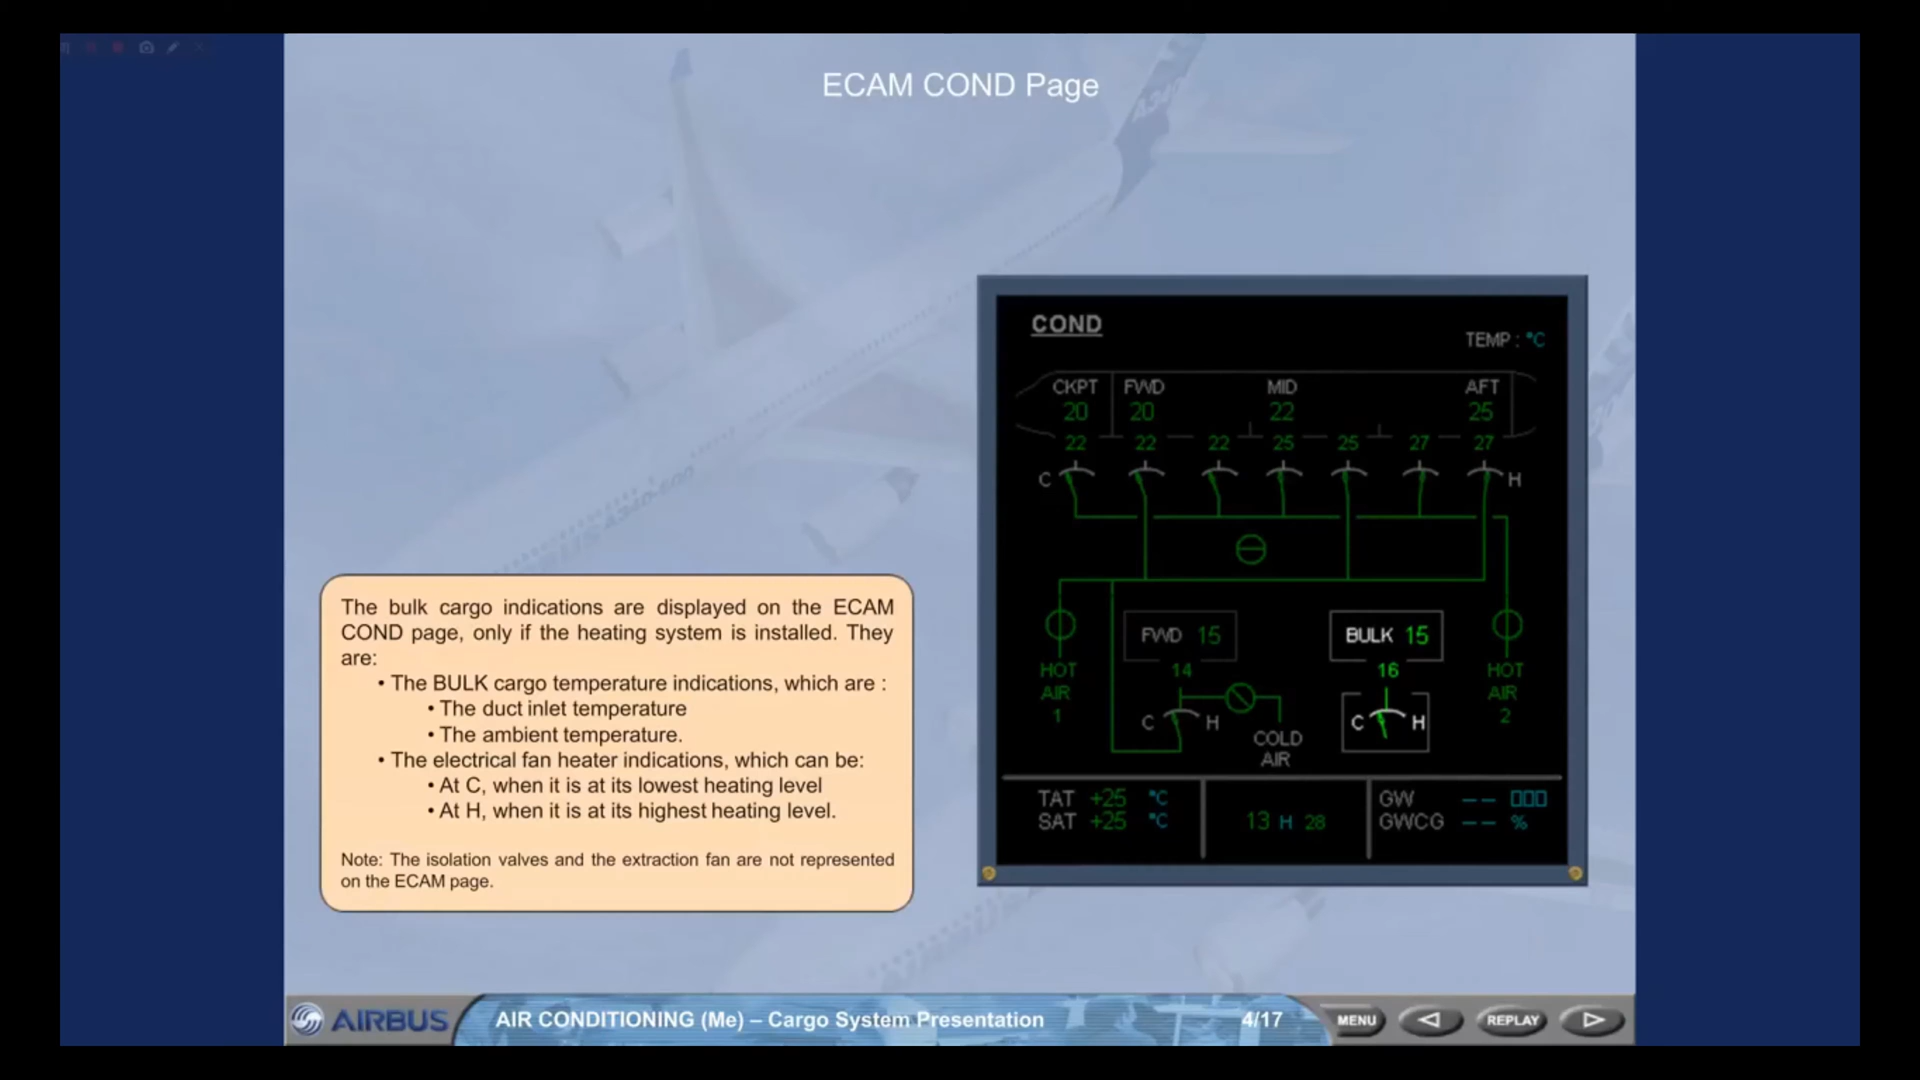 ECAM COND Page
COND
TEMP : °C
CKPT FWD MID AFT
20 20 22 25
22 22 22 25 25 27 27
C H
The bulk cargo indications are displayed on the ECAM
COND page, only if the heating system is installed. They
are:
• The BULK cargo temperature indications, which are :
• The duct inlet temperature
• The ambient temperature.
• The electrical fan heater indications, which can be:
• At C, when it is at its lowest heating level
• At H, when it is at its highest heating level.
Note: The isolation valves and the extraction fan are not represented
on the ECAM page.
FWD 15 BULK 15
HOT
AIR
1
14
C H
COLD
AIR
16
C H
HOT
AIR
2
TAT +25 °C
SAT +25 °C
13 H 28
GW -- □□□
GWCG -- %
AIRBUS
AIR CONDITIONING (Me) – Cargo System Presentation
4/17
MENU
REPLAY